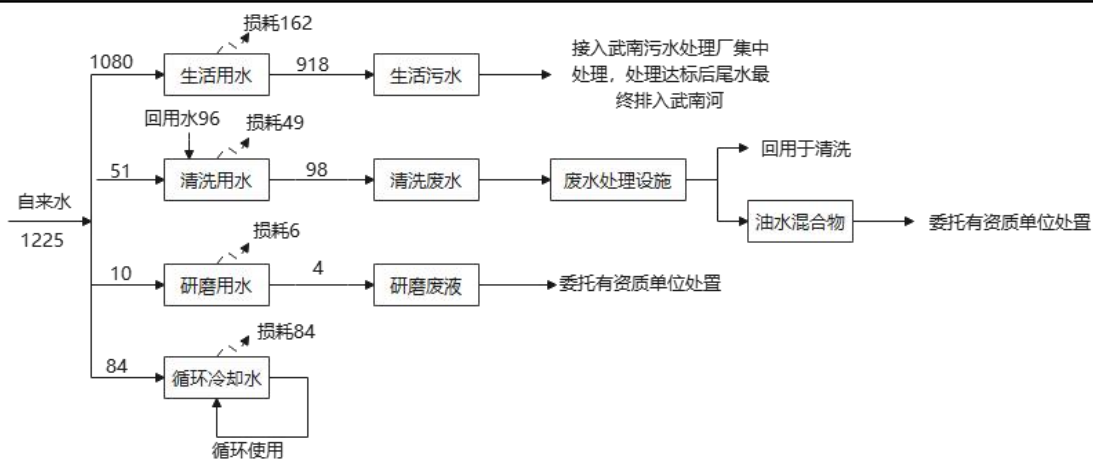 损耗162
1080
生活用水
918
生活污水
接入武南污水处理厂集中
处理，处理达标后尾水最
终排入武南河
回用水96
损耗49
51
清洗用水
98
清洗废水
废水处理设施
回用于清洗
油水混合物
委托有资质单位处置
自来水
1225
损耗6
10
研磨用水
4
研磨废液
委托有资质单位处置
损耗84
84
循环冷却水
循环使用